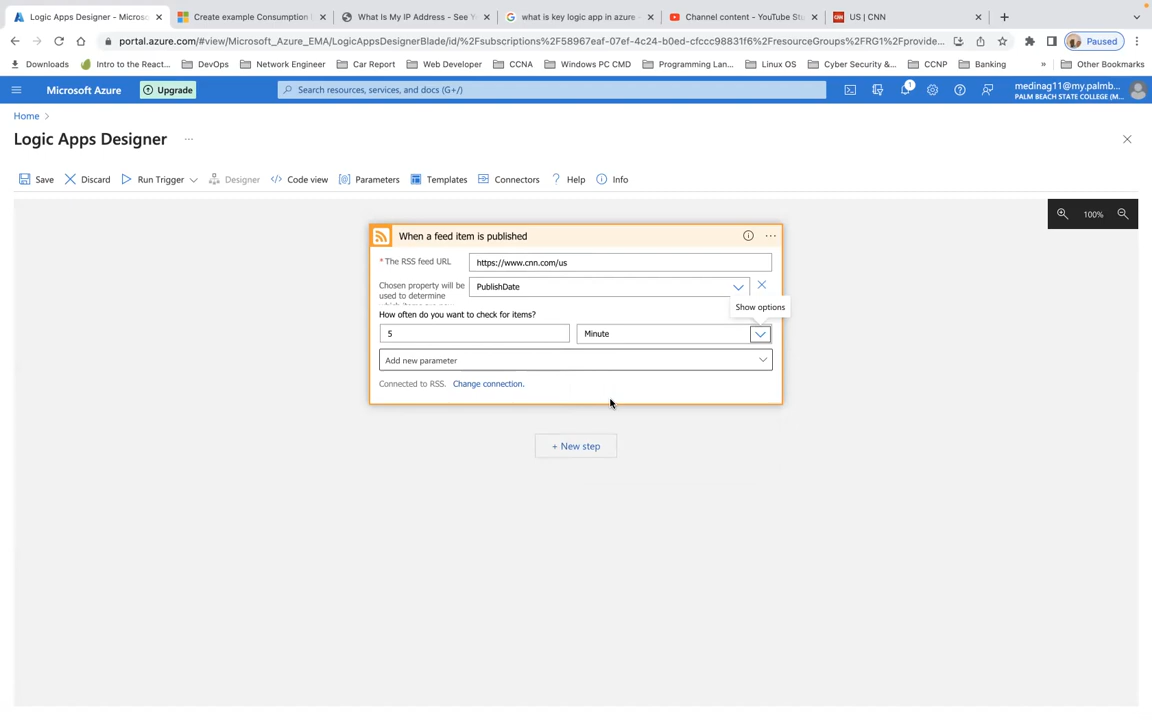 Logic Apps Designer - Micros
Create example Consumption
What Is My IP Address - See Y
what is key logic app in azure
Channel content - YouTube St
US | CNN
portal.azure.com/#view/Microsoft_Azure_EMA/LogicAppsDesignerBlade/id/%2Fsubscriptions%2F58967eaf-07ef-4c24-b0ed-cfccc98831f6%2FresourceGroups%2FRG1%2Fprovide...
Paused
Downloads
Intro to the React...
DevOps
Network Engineer
Car Report
Web Developer
CCNA
Windows PC CMD
Programming Lan...
Linux OS
Cyber Security &...
CCNP
Banking
»
Other Bookmarks
Microsoft Azure
Upgrade
Search resources, services, and docs (G+/)
1
medinag11@my.palmb...
PALM BEACH STATE COLLEGE (M...
Home >
Logic Apps Designer ...
Save
Discard
Run Trigger
Designer
Code view
Parameters
Templates
Connectors
Help
Info
100%
When a feed item is published
* The RSS feed URL
https://www.cnn.com/us
Chosen property will be
used to determine
PublishDate
Show options
How often do you want to check for items?
5
Minute
Add new parameter
Connected to RSS. Change connection.
+ New step